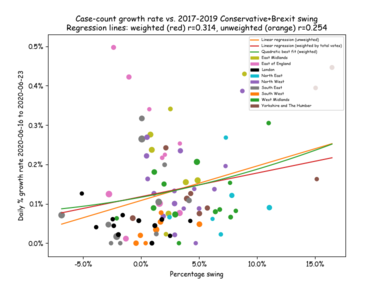 Case-count growth rate vs. 2017-2019 Conservative+Brexit swing
Regression lines: weighted (red) r=0.314, unweighted (orange) r=0.254
Linear regression (unweighted)
Linear regression (weighted by total votes)
Quadratic best fit (weighted)
East Midlands
East of England
London
North East
North West
South East
South West
West Midlands
Yorkshire and The Humber
Daily % growth rate 2020-06-16 to 2020-06-23
0.5%
0.4%
0.3%
0.2%
0.1%
0.0%
-5.0% 0.0% 5.0% 10.0% 15.0%
Percentage swing